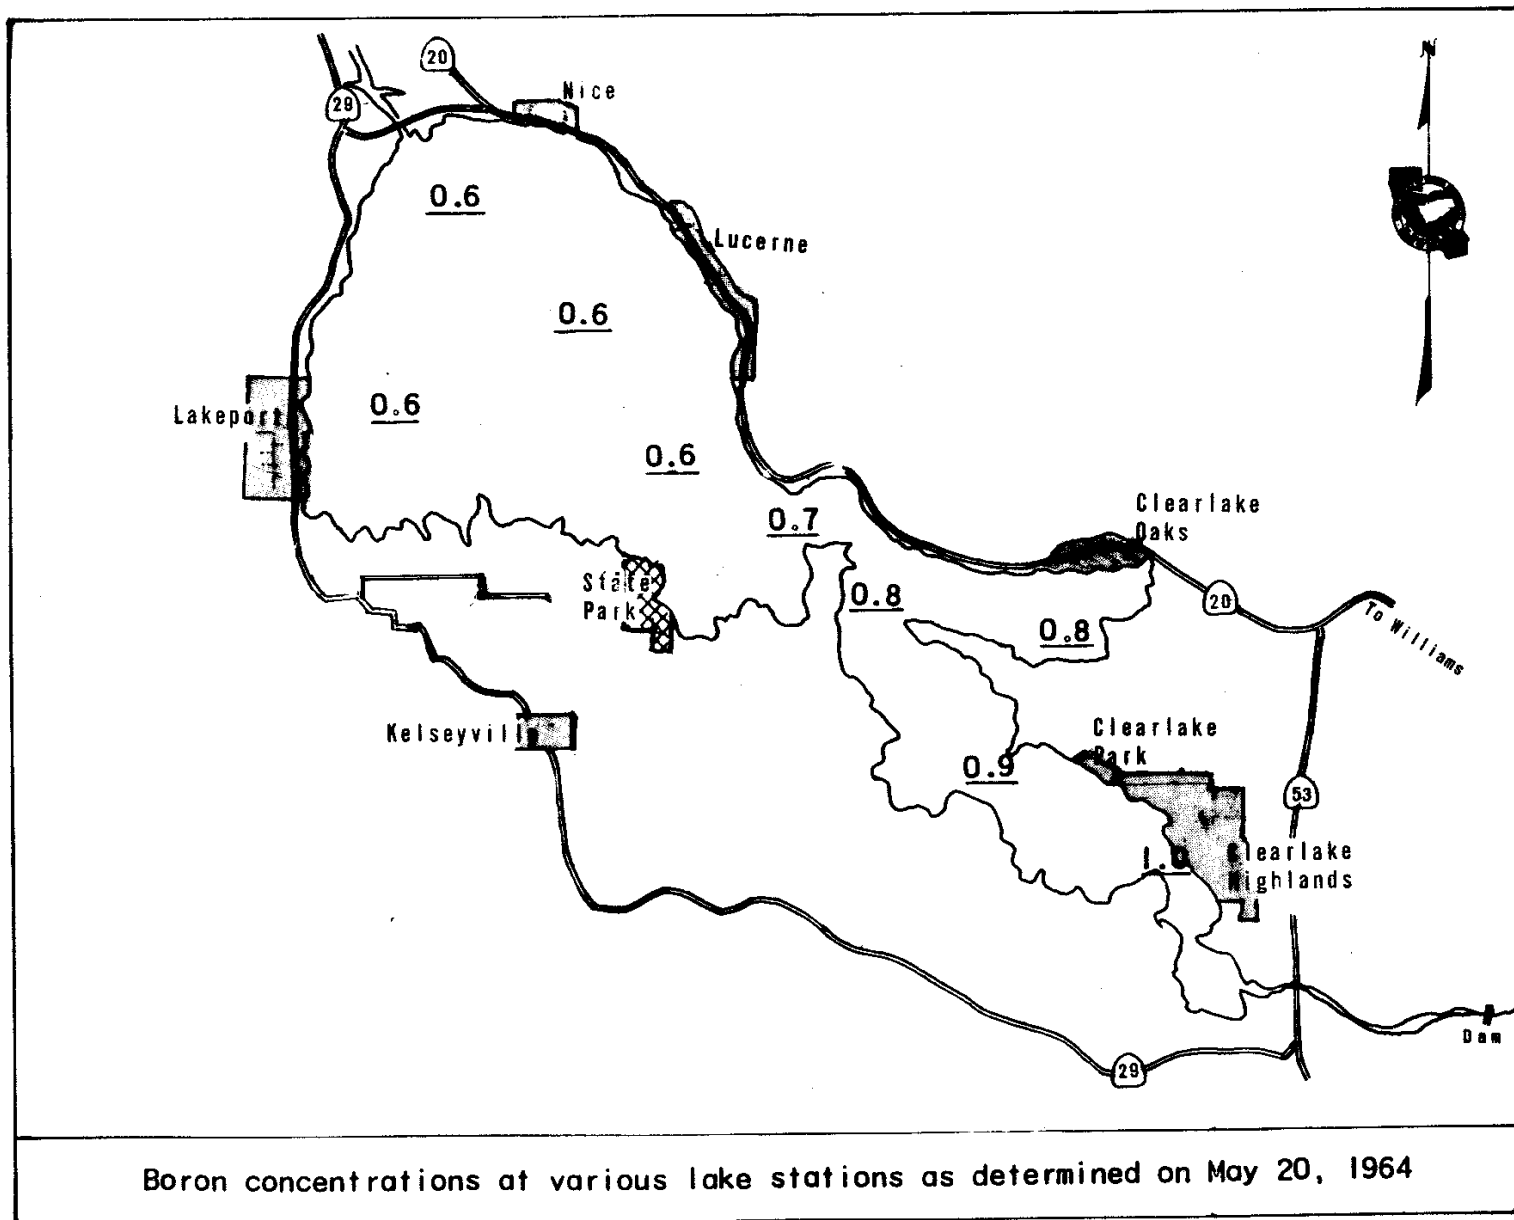 N
20
Nice
29
0.6
Lucerne
0.6
Lakeport
0.6
0.6
Clearlake
Oaks
0.7
State
Park
0.8
20
To Williams
0.8
Kelseyvill
Clearlake
Park
0.9
53
1.0
Clearlake
Highlands
Dam
29
Boron concentrations at various lake stations as determined on May 20, 1964